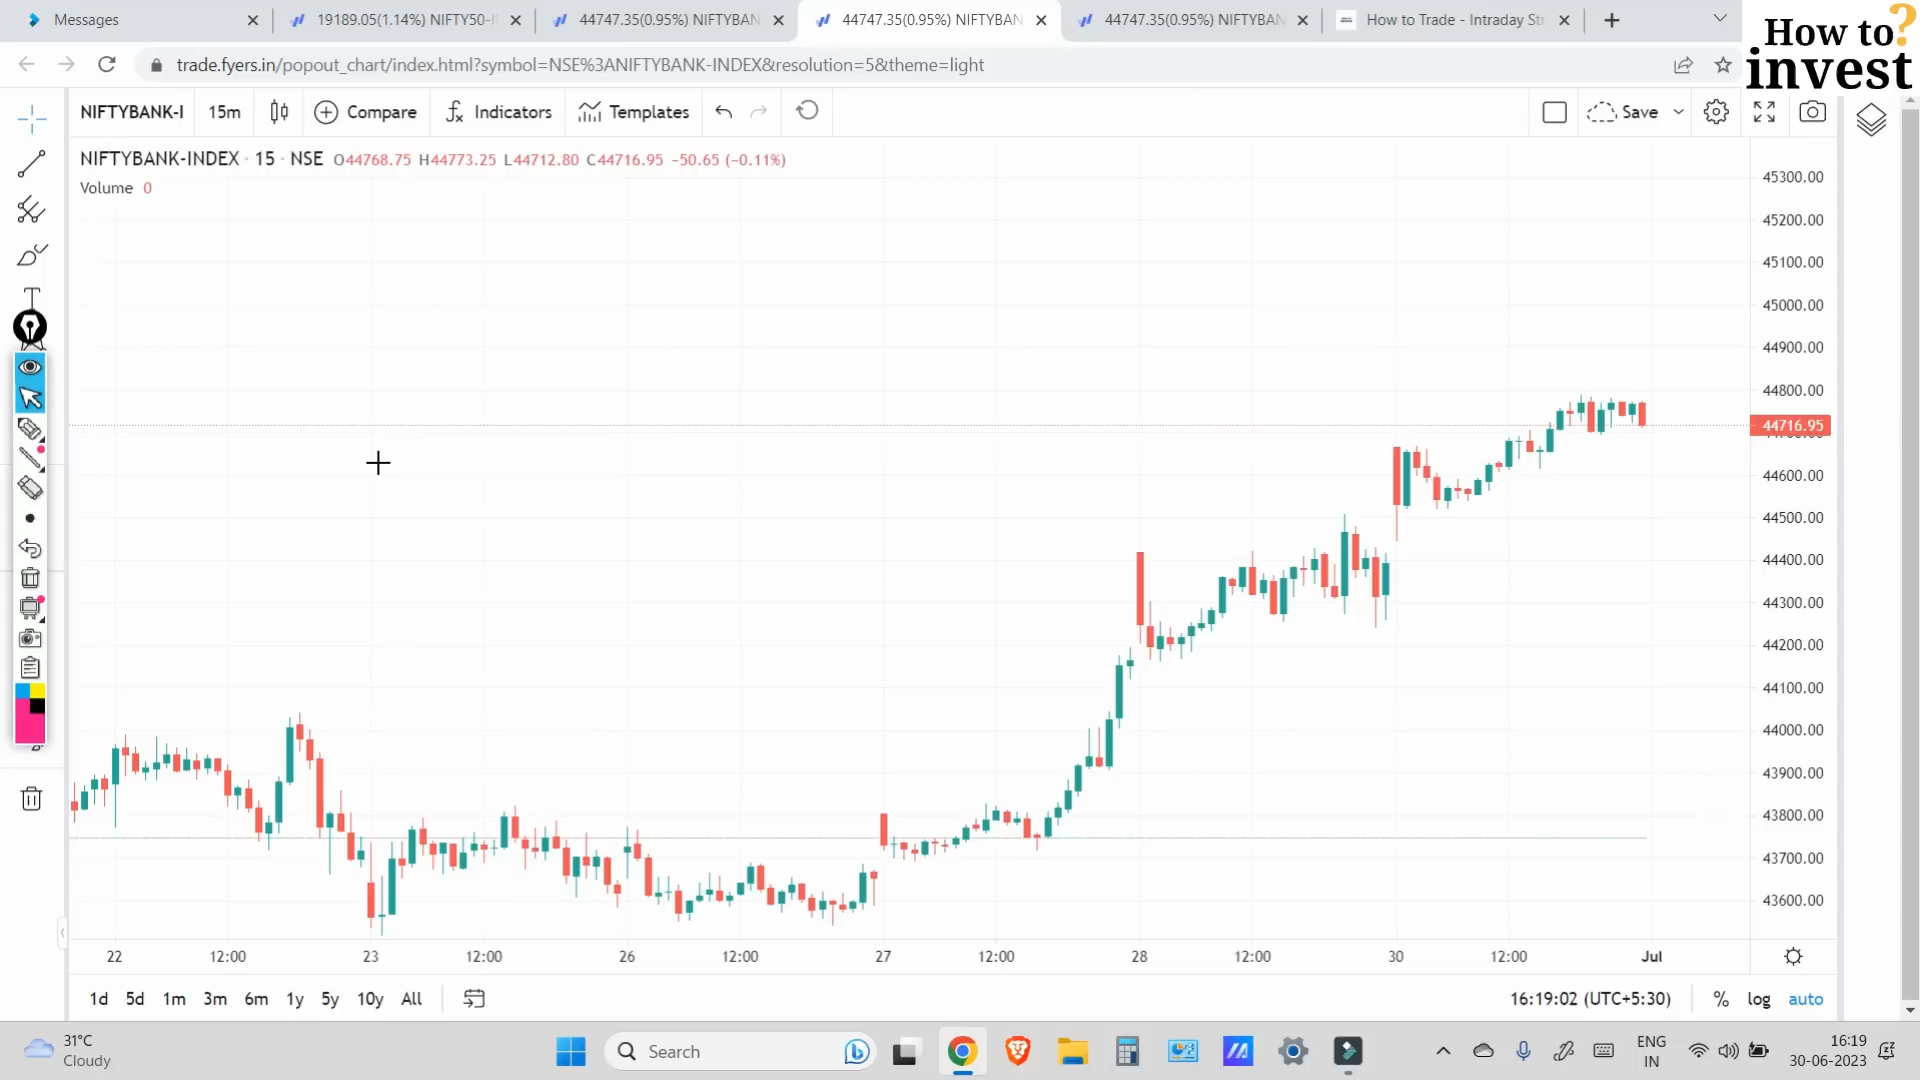 Messages
19189.05(1.14%) NIFTY50-I
44747.35(0.95%) NIFTYBAN
44747.35(0.95%) NIFTYBAN
44747.35(0.95%) NIFTYBAN
How to Trade - Intraday Str
How to?
invest
trade.fyers.in/popout_chart/index.html?symbol=NSE%3ANIFTYBANK-INDEX&resolution=5&theme=light
NIFTYBANK-I
15m
Compare
Indicators
Templates
Save
NIFTYBANK-INDEX · 15 · NSE O44768.75 H44773.25 L44712.80 C44716.95 −50.65 (−0.11%)
Volume 0
45300.00
45200.00
45100.00
45000.00
44900.00
44800.00
44716.95
44600.00
44500.00
44400.00
44300.00
44200.00
44100.00
44000.00
43900.00
43800.00
43700.00
43600.00
22 12:00 23 12:00 26 12:00 27 12:00 28 12:00 30 12:00 Jul
1d 5d 1m 3m 6m 1y 5y 10y All
16:19:02 (UTC+5:30) % log auto
31°C
Cloudy
Search
ENG
IN
16:19
30-06-2023